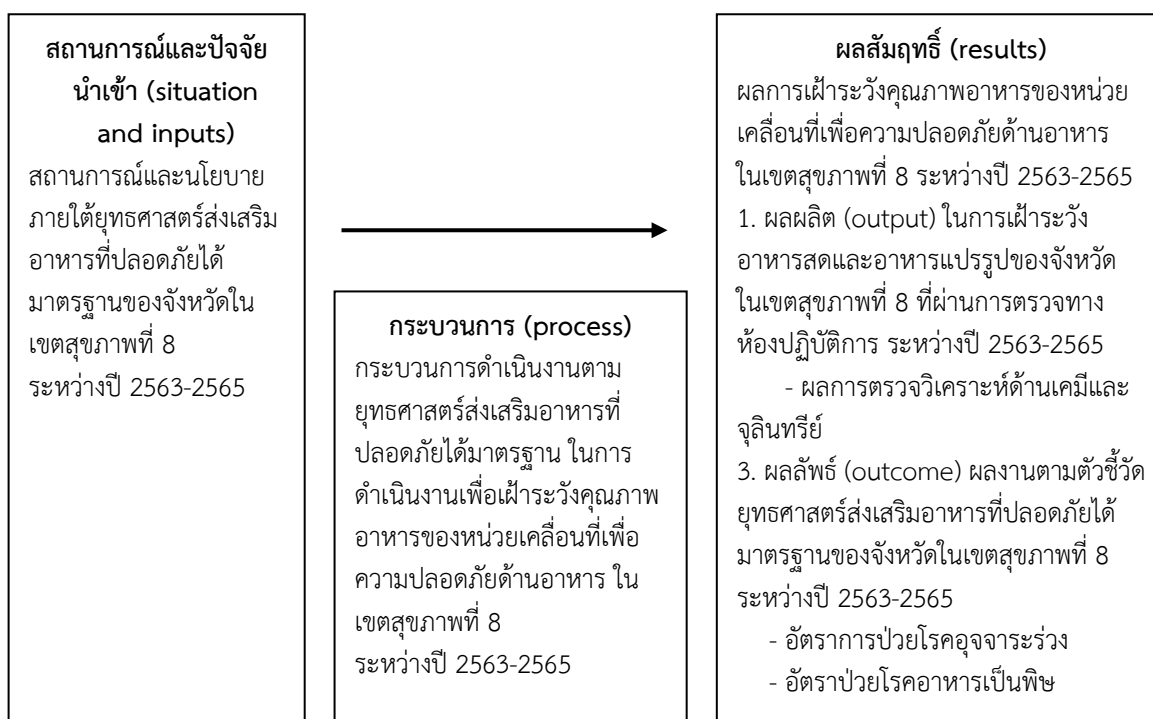 สถานการณ์และปัจจัย
นำเข้า (situation
and inputs)
สถานการณ์และนโยบาย
ภายใต้ยุทธศาสตร์ส่งเสริม
อาหารที่ปลอดภัยได้
มาตรฐานของจังหวัดใน
เขตสุขภาพที่ 8
ระหว่างปี 2563-2565
กระบวนการ (process)
กระบวนการดำเนินงานตาม
ยุทธศาสตร์ส่งเสริมอาหารที่
ปลอดภัยได้มาตรฐาน ในการ
ดำเนินงานเพื่อเฝ้าระวังคุณภาพ
อาหารของหน่วยเคลื่อนที่เพื่อ
ความปลอดภัยด้านอาหาร ใน
เขตสุขภาพที่ 8
ระหว่างปี 2563-2565
ผลสัมฤทธิ์ (results)
ผลการเฝ้าระวังคุณภาพอาหารของหน่วย
เคลื่อนที่เพื่อความปลอดภัยด้านอาหาร
ในเขตสุขภาพที่ 8 ระหว่างปี 2563-2565
1. ผลผลิต (output) ในการเฝ้าระวัง
อาหารสดและอาหารแปรรูปของจังหวัด
ในเขตสุขภาพที่ 8 ที่ผ่านการตรวจทาง
ห้องปฏิบัติการ ระหว่างปี 2563-2565
- ผลการตรวจวิเคราะห์ด้านเคมีและ
จุลินทรีย์
3. ผลลัพธ์ (outcome) ผลงานตามตัวชี้วัด
ยุทธศาสตร์ส่งเสริมอาหารที่ปลอดภัยได้
มาตรฐานของจังหวัดในเขตสุขภาพที่ 8
ระหว่างปี 2563-2565
- อัตราการป่วยโรคอุจจาระร่วง
- อัตราป่วยโรคอาหารเป็นพิษ